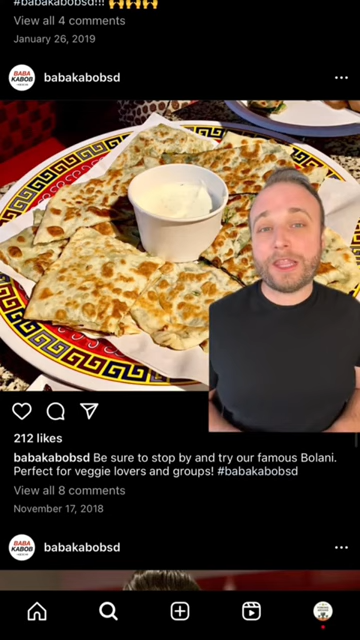 #babakabobsd!!! 🙌🙌
View all 4 comments
January 26, 2019
BABA
KABOB
babakabobsd
212 likes
babakabobsd Be sure to stop by and try our famous Bolani.
Perfect for veggie lovers and groups! #babakabobsd
View all 8 comments
November 17, 2018
BABA
KABOB
babakabobsd